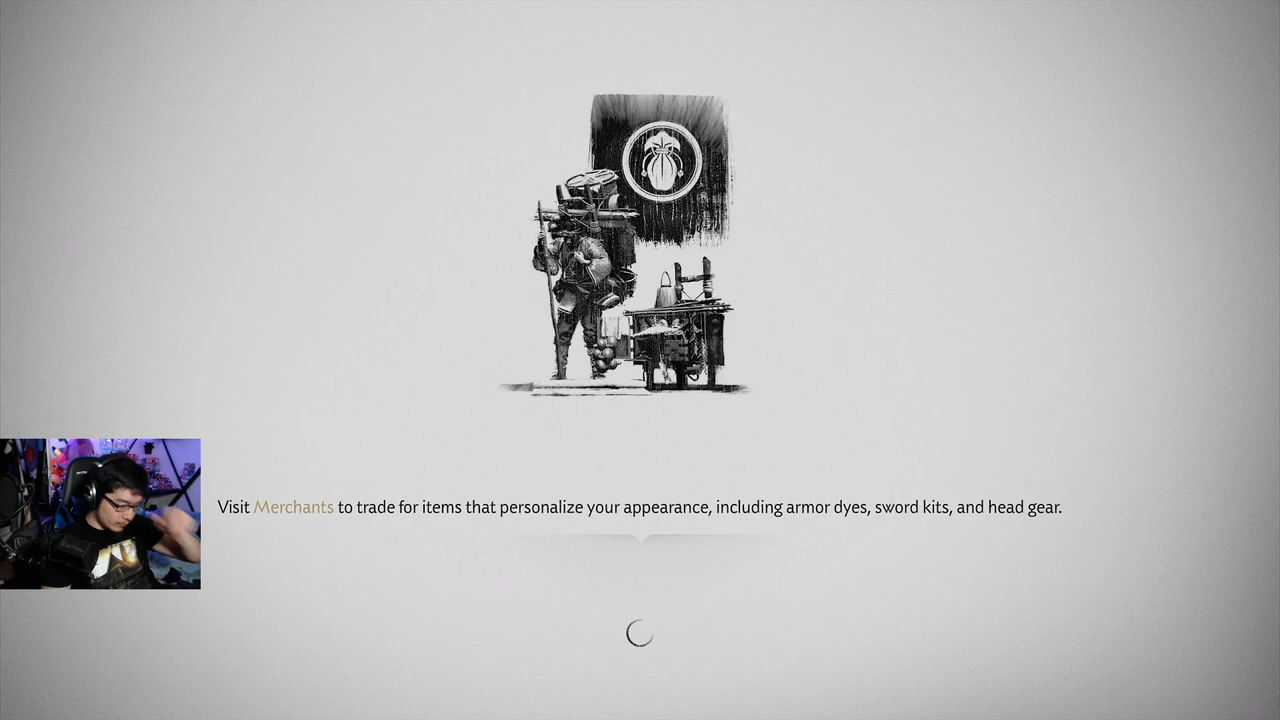 Visit Merchants to trade for items that personalize your appearance, including armor dyes, sword kits, and head gear.